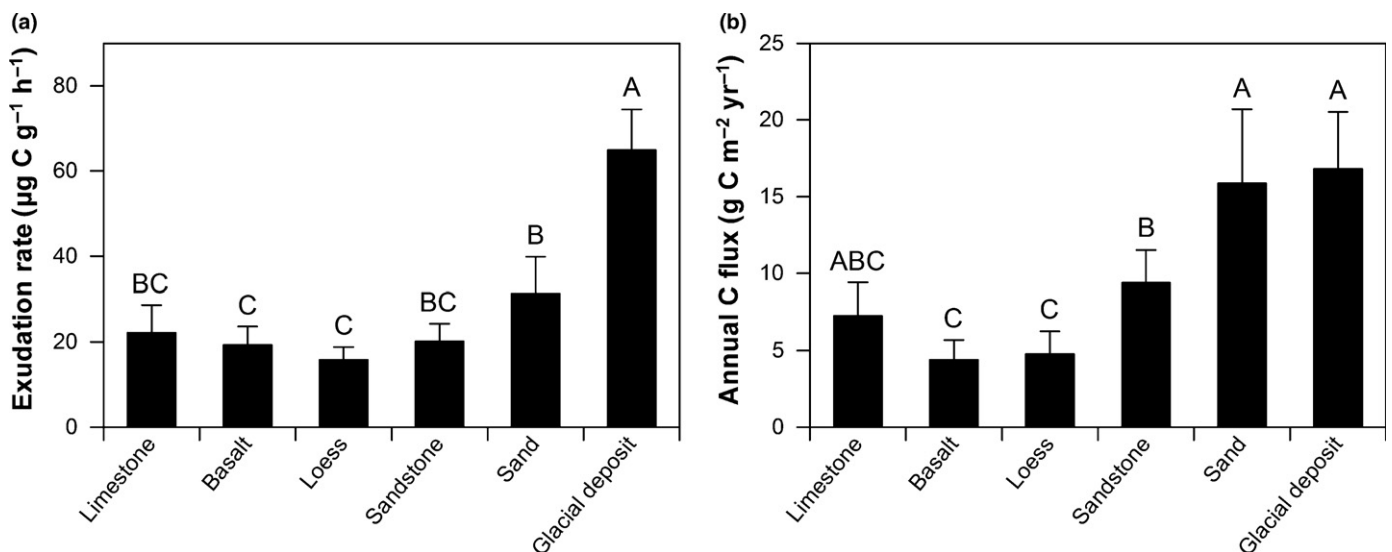 (a)
Exudation rate (µg C g⁻¹ h⁻¹)
80
60
40
20
0
BC
C
C
BC
B
A
Limestone
Basalt
Loess
Sandstone
Sand
Glacial deposit
(b)
Annual C flux (g C m⁻² yr⁻¹)
25
20
15
10
5
0
ABC
C
C
B
A
A
Limestone
Basalt
Loess
Sandstone
Sand
Glacial deposit